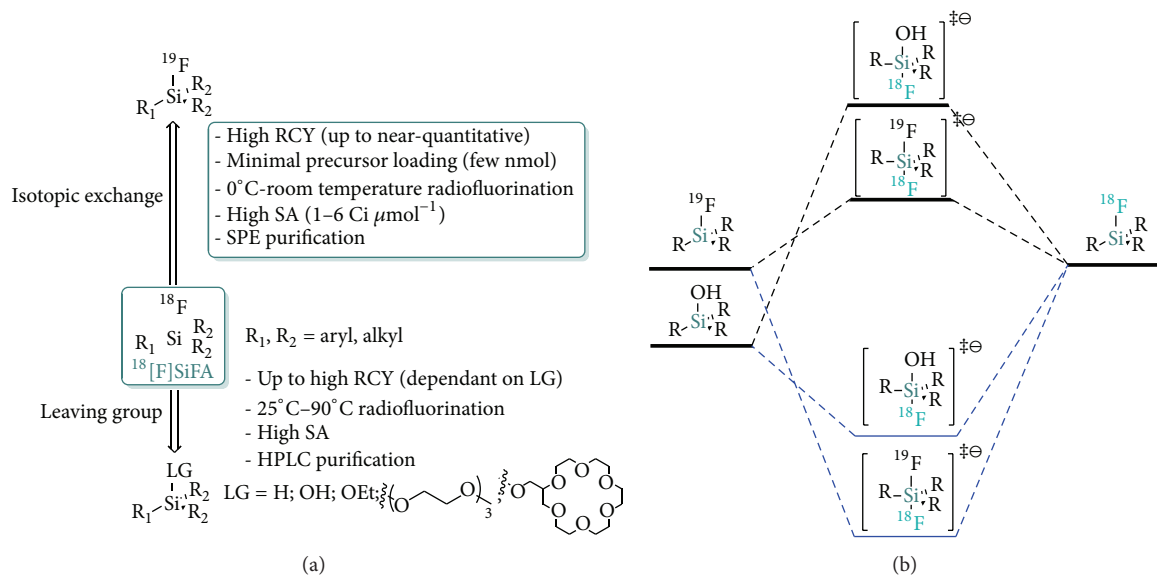 19F
Si
R1
R2
R2
Isotopic exchange
- High RCY (up to near-quantitative)
- Minimal precursor loading (few nmol)
- 0°C-room temperature radiofluorination
- High SA (1–6 Ci μmol−1)
- SPE purification
18F
Si
R1
R2
R2
18[F]SiFA
R1, R2 = aryl, alkyl
Leaving group
- Up to high RCY (dependant on LG)
- 25°C–90°C radiofluorination
- High SA
- HPLC purification
LG
Si
R1
R2
R2
LG = H; OH; OEt;
O
O
3
,
O
O
O
O
O
O
O
(a)
‡⊖
OH
R
Si
R
R
18F
‡⊖
19F
R
Si
R
R
18F
19F
Si
R
R
R
18F
Si
R
R
R
OH
Si
R
R
R
‡⊖
OH
R
Si
R
R
18F
‡⊖
19F
R
Si
R
R
18F
(b)